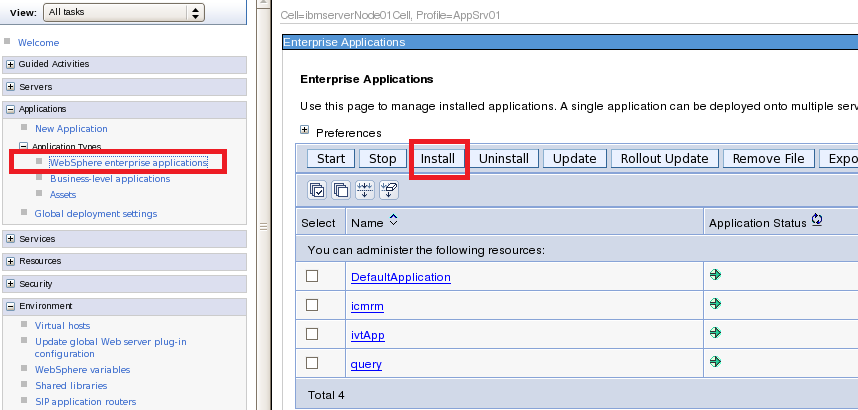 View: All tasks
Welcome
Guided Activities
Servers
Applications
New Application
Application Types
WebSphere enterprise applications
Business-level applications
Assets
Global deployment settings
Services
Resources
Security
Environment
Virtual hosts
Update global Web server plug-in
configuration
WebSphere variables
Shared libraries
SIP application routers
Cell=ibmserverNode01Cell, Profile=AppSrv01
Enterprise Applications
Enterprise Applications
Use this page to manage installed applications. A single application can be deployed onto multiple serv
Preferences
Start Stop Install Uninstall Update Rollout Update Remove File Expo
Select Name Application Status
You can administer the following resources:
DefaultApplication
icmrm
ivtApp
query
Total 4